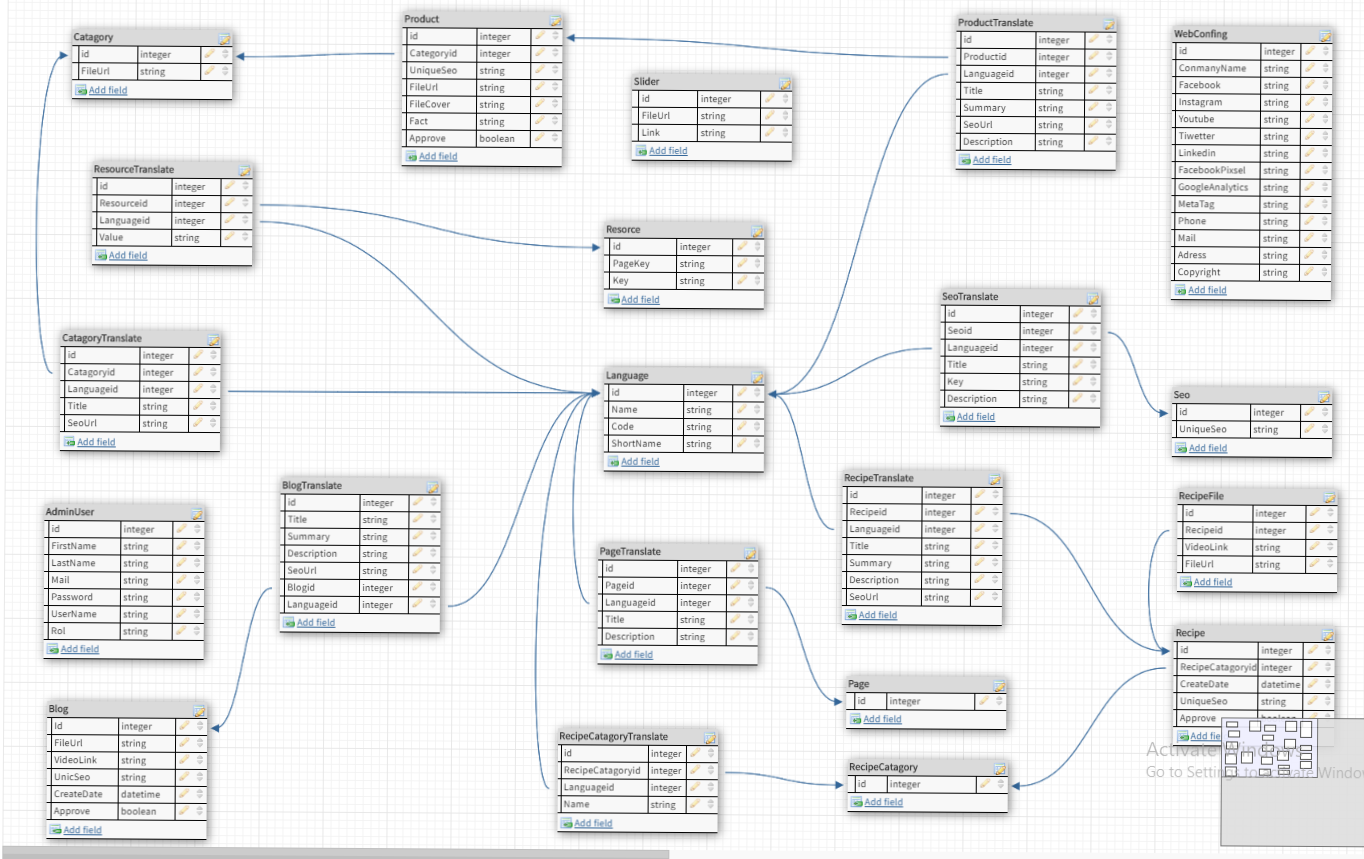 Catagory
id integer
FileUrl string
Add field
Product
id integer
Categoryid integer
UniqueSeo string
FileUrl string
FileCover string
Fact string
Approve boolean
Add field
Slider
id integer
FileUrl string
Link string
Add field
ProductTranslate
id integer
Productid integer
Languageid integer
Title string
Summary string
SeoUrl string
Description string
Add field
WebConfing
id integer
ConmanyName string
Facebook string
Instagram string
Youtube string
Tiwetter string
Linkedin string
FacebookPixsel string
GoogleAnalytics string
MetaTag string
Phone string
Mail string
Adress string
Copyright string
Add field
ResourceTranslate
id integer
Resourceid integer
Languageid integer
Value string
Add field
Resorce
id integer
PageKey string
Key string
Add field
SeoTranslate
id integer
Seoid integer
Languageid integer
Title string
Key string
Description string
Add field
CatagoryTranslate
id integer
Catagoryid integer
Languageid integer
Title string
SeoUrl string
Add field
Language
id integer
Name string
Code string
ShortName string
Add field
Seo
id integer
UniqueSeo string
Add field
BlogTranslate
id integer
Title string
Summary string
Description string
SeoUrl string
Blogid integer
Languageid integer
Add field
RecipeTranslate
id integer
Recipeid integer
Languageid integer
Title string
Summary string
Description string
SeoUrl string
Add field
RecipeFile
id integer
Recipeid integer
VideoLink string
FileUrl string
Add field
AdminUser
id integer
FirstName string
LastName string
Mail string
Password string
UserName string
Rol string
Add field
PageTranslate
id integer
Pageid integer
Languageid integer
Title string
Description string
Add field
Recipe
id integer
RecipeCatagoryid integer
CreateDate datetime
UniqueSeo string
Approve boolean
Add
Page
id integer
Add field
Blog
Id integer
FileUrl string
VideoLink string
UnicSeo string
CreateDate datetime
Approve boolean
Add field
RecipeCatagoryTranslate
id integer
RecipeCatagoryid integer
Languageid integer
Name string
Add field
RecipeCatagory
id integer
Add field
Activate Windows
Go to Settings to activate Windo